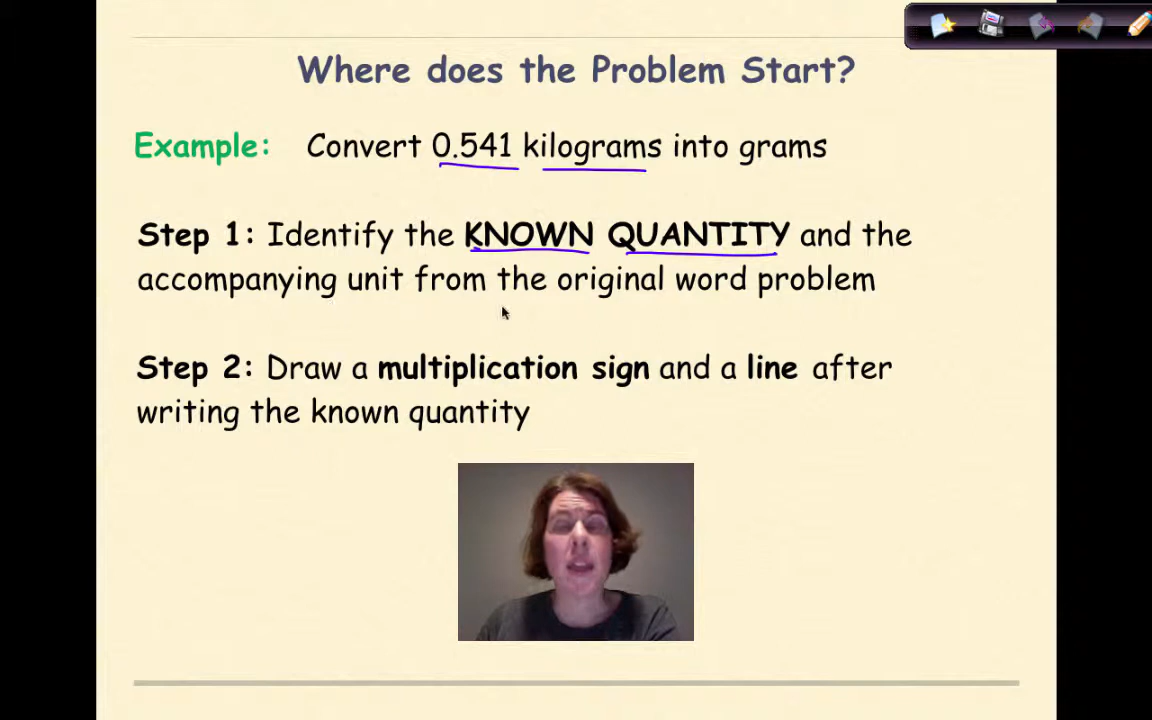 Where does the Problem Start?
Example: Convert 0.541 kilograms into grams
Step 1: Identify the KNOWN QUANTITY and the
accompanying unit from the original word problem
Step 2: Draw a multiplication sign and a line after
writing the known quantity